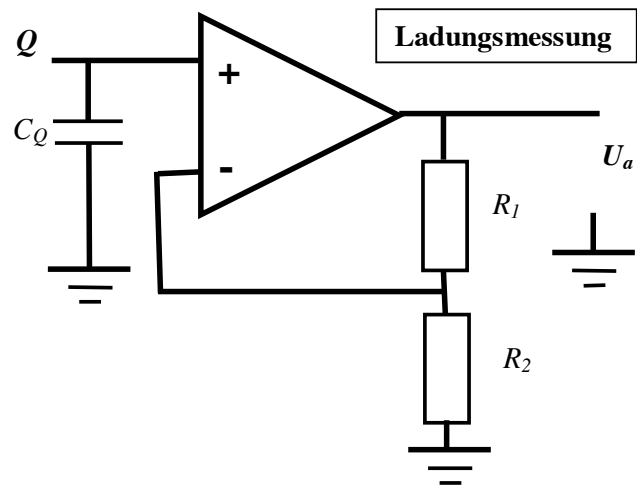 Ladungsmessung
Q
+
C_Q
-
U_a
R_1
R_2